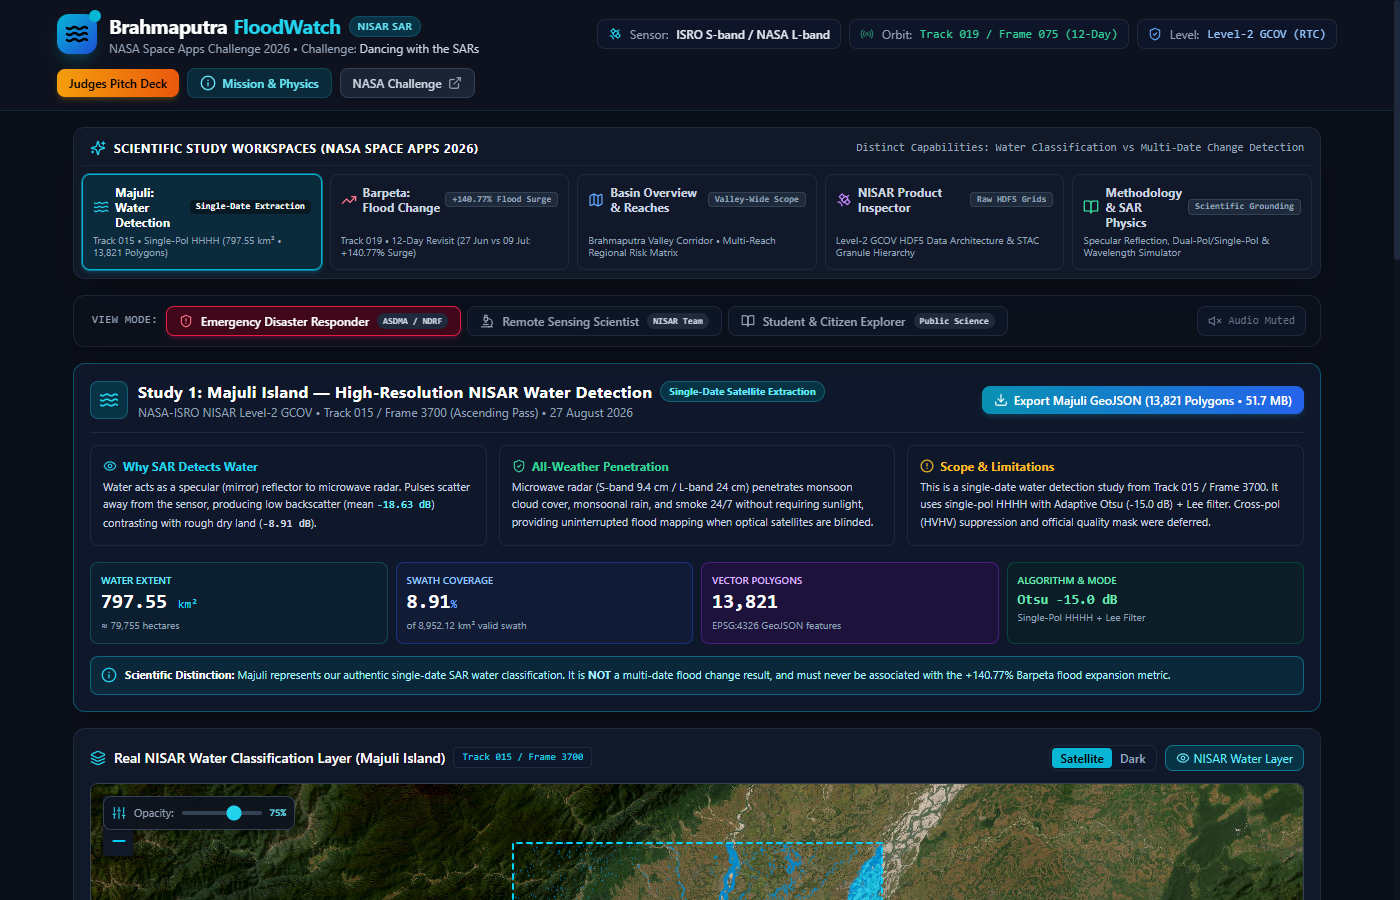 Brahmaputra FloodWatch NISAR SAR
NASA Space Apps Challenge 2026 • Challenge: Dancing with the SARs
Sensor: ISRO S-band / NASA L-band
Orbit: Track 019 / Frame 075 (12-Day)
Level: Level-2 GCOV (RTC)
Judges Pitch Deck
Mission & Physics
NASA Challenge
SCIENTIFIC STUDY WORKSPACES (NASA SPACE APPS 2026)
Distinct Capabilities: Water Classification vs Multi-Date Change Detection
Majuli:
Water
Detection
Single-Date Extraction
Track 015 • Single-Pol HHHH (797.55 km² •
13,821 Polygons)
Barpeta:
Flood Change
+140.77% Flood Surge
Track 019 • 12-Day Revisit (27 Jun vs 09 Jul:
+140.77% Surge)
Basin Overview
& Reaches
Valley-Wide Scope
Brahmaputra Valley Corridor • Multi-Reach
Regional Risk Matrix
NISAR Product
Inspector
Raw HDF5 Grids
Level-2 GCOV HDF5 Data Architecture & STAC
Granule Hierarchy
Methodology
& SAR
Physics
Scientific Grounding
Specular Reflection, Dual-Pol/Single-Pol &
Wavelength Simulator
VIEW MODE:
Emergency Disaster Responder ASDMA / NDRF
Remote Sensing Scientist NISAR Team
Student & Citizen Explorer Public Science
Audio Muted
Study 1: Majuli Island — High-Resolution NISAR Water Detection Single-Date Satellite Extraction
NASA-ISRO NISAR Level-2 GCOV • Track 015 / Frame 3700 (Ascending Pass) • 27 August 2026
Export Majuli GeoJSON (13,821 Polygons • 51.7 MB)
Why SAR Detects Water
Water acts as a specular (mirror) reflector to microwave radar. Pulses scatter
away from the sensor, producing low backscatter (mean -18.63 dB)
contrasting with rough dry land (-8.91 dB).
All-Weather Penetration
Microwave radar (S-band 9.4 cm / L-band 24 cm) penetrates monsoon
cloud cover, monsoonal rain, and smoke 24/7 without requiring sunlight,
providing uninterrupted flood mapping when optical satellites are blinded.
Scope & Limitations
This is a single-date water detection study from Track 015 / Frame 3700. It
uses single-pol HHHH with Adaptive Otsu (-15.0 dB) + Lee filter. Cross-pol
(HVHV) suppression and official quality mask were deferred.
WATER EXTENT
797.55 km²
≈ 79,755 hectares
SWATH COVERAGE
8.91%
of 8,952.12 km² valid swath
VECTOR POLYGONS
13,821
EPSG:4326 GeoJSON features
ALGORITHM & MODE
Otsu -15.0 dB
Single-Pol HHHH + Lee Filter
Scientific Distinction: Majuli represents our authentic single-date SAR water classification. It is NOT a multi-date flood change result, and must never be associated with the +140.77% Barpeta flood expansion metric.
Real NISAR Water Classification Layer (Majuli Island) Track 015 / Frame 3700
Satellite Dark
NISAR Water Layer
Opacity: 75%